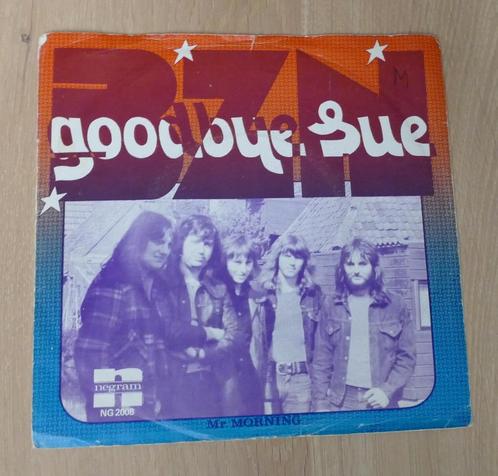 BZN
M
goodbye Sue
n
negram
NG 2008
Mr. MORNING